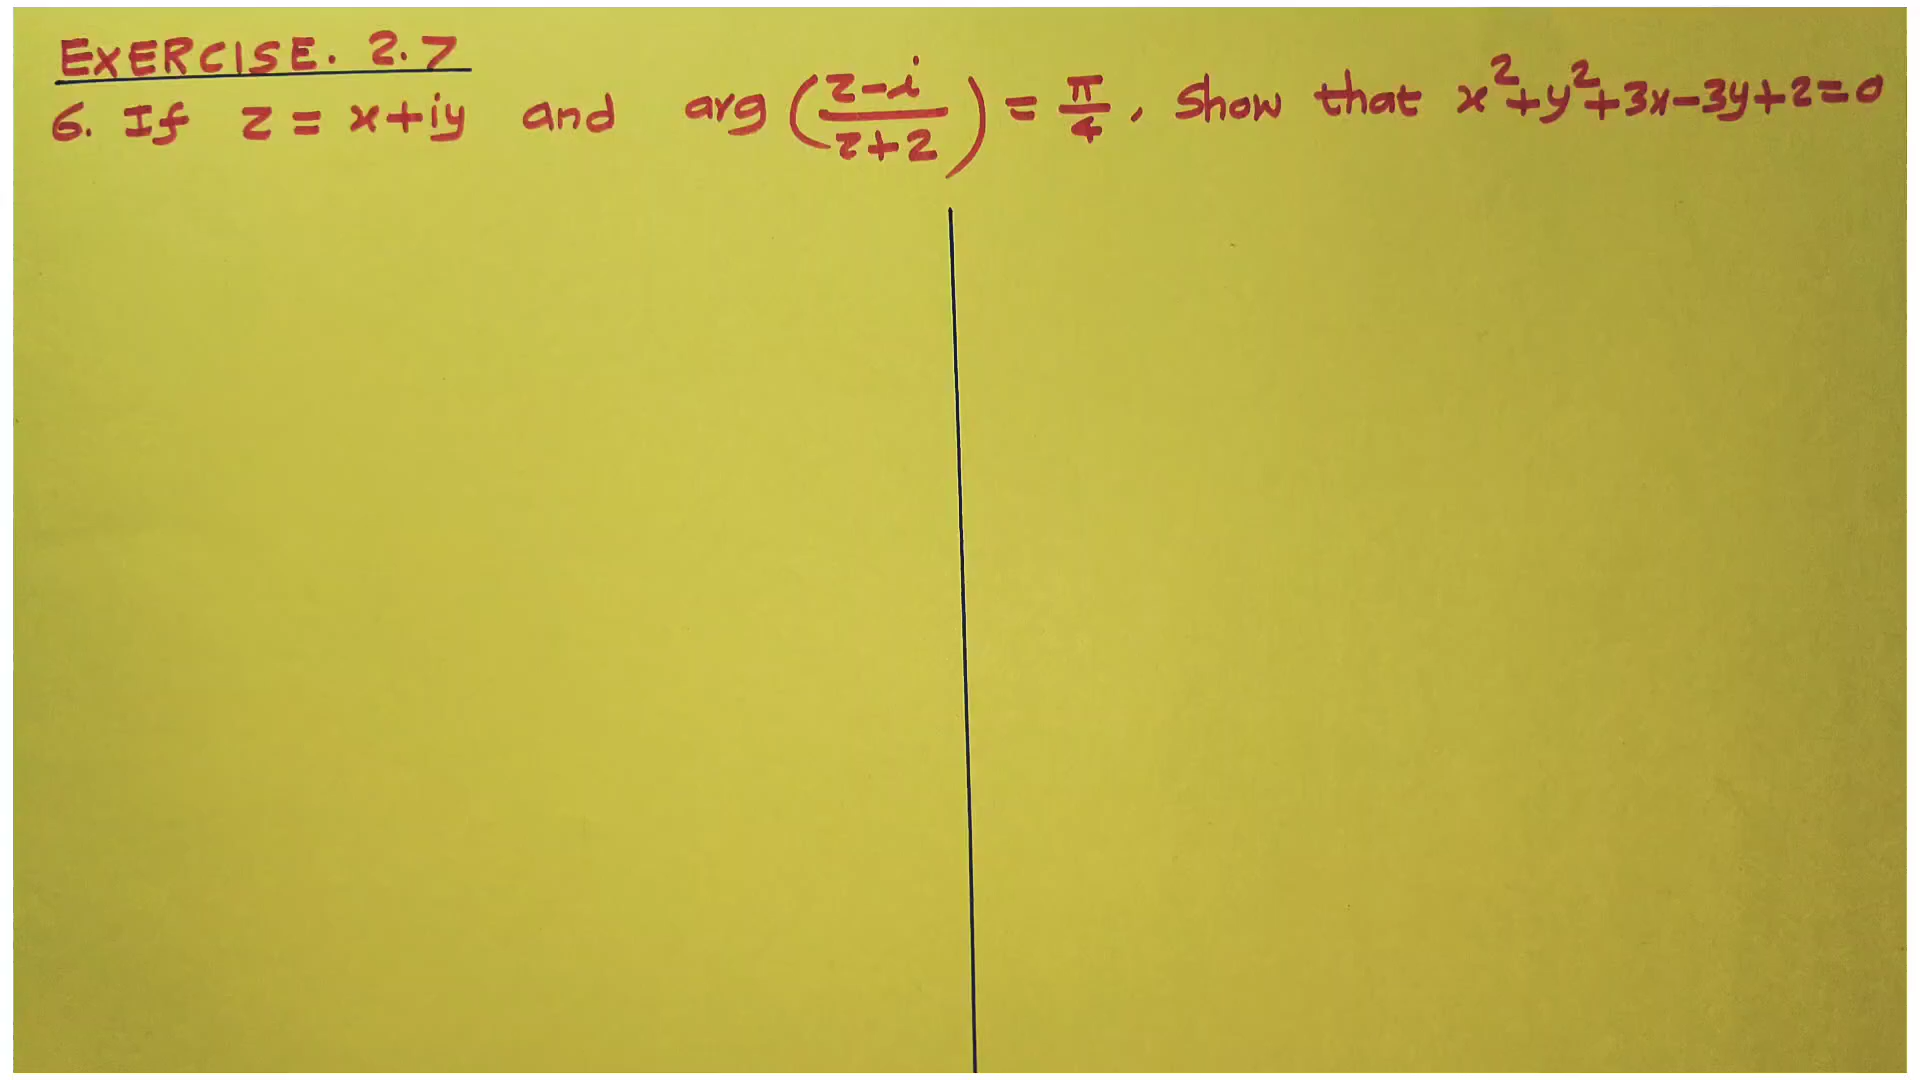 EXERCISE. 2.7
6. If z = x+iy and arg (z-i/z+2) = π/4, Show that x²+y²+3x-3y+2=0